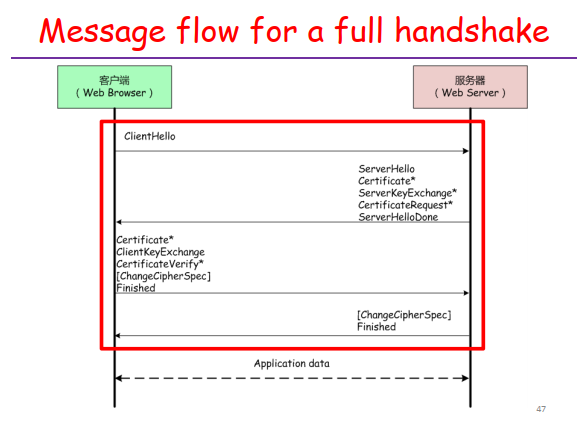 Message flow for a full handshake
客户端
( Web Browser )
服务器
( Web Server )
ClientHello
ServerHello
Certificate*
ServerKeyExchange*
CertificateRequest*
ServerHelloDone
Certificate*
ClientKeyExchange
CertificateVerify*
[ChangeCipherSpec]
Finished
[ChangeCipherSpec]
Finished
Application data
47